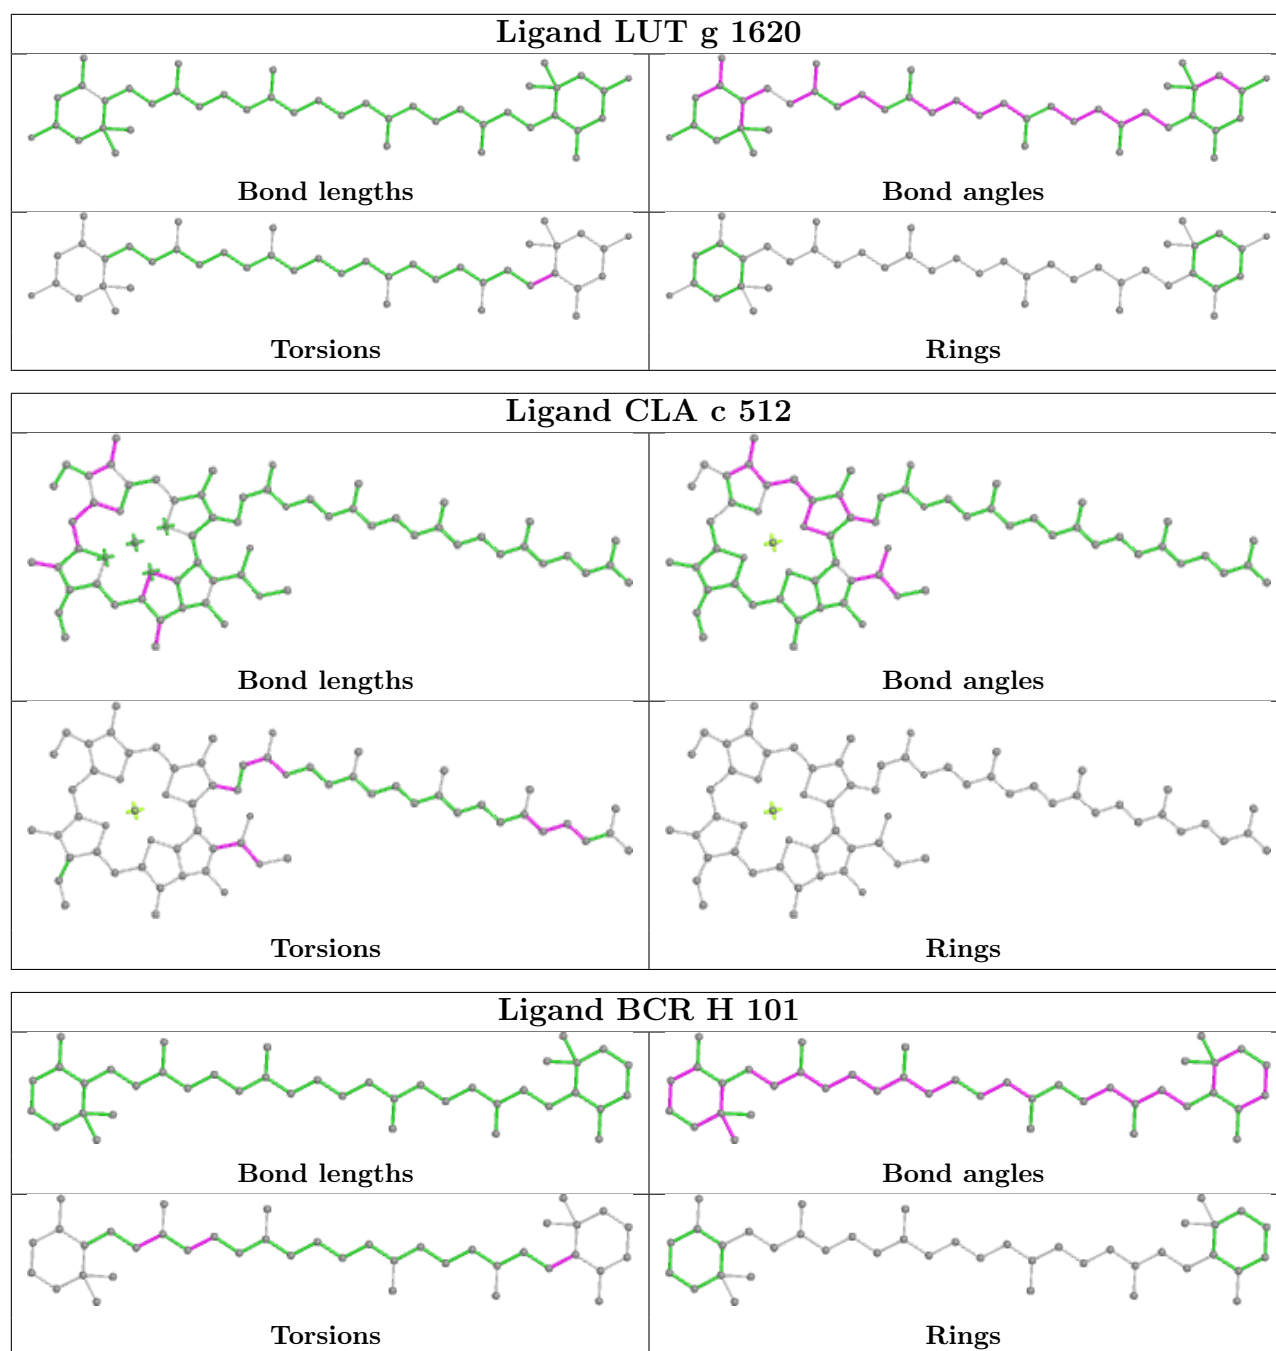 Ligand LUT g 1620
Bond lengths
Bond angles
Torsions
Rings
Ligand CLA c 512
Bond lengths
Bond angles
Torsions
Rings
Ligand BCR H 101
Bond lengths
Bond angles
Torsions
Rings